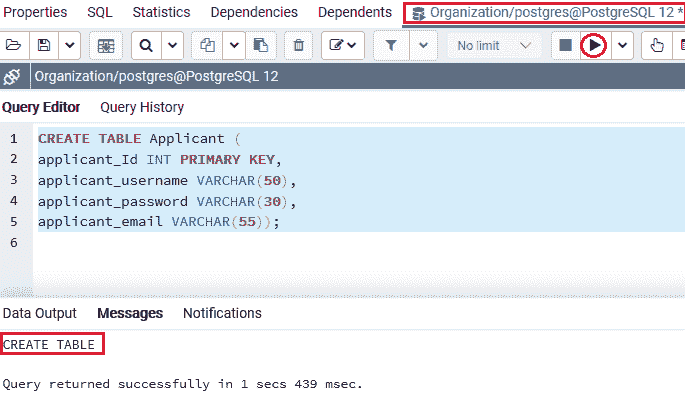 Properties SQL Statistics Dependencies Dependents Organization/postgres@PostgreSQL 12 *
No limit
Organization/postgres@PostgreSQL 12
Query Editor Query History
1 CREATE TABLE Applicant (
2 applicant_Id INT PRIMARY KEY,
3 applicant_username VARCHAR(50),
4 applicant_password VARCHAR(30),
5 applicant_email VARCHAR(55));
6
Data Output Messages Notifications
CREATE TABLE
Query returned successfully in 1 secs 439 msec.